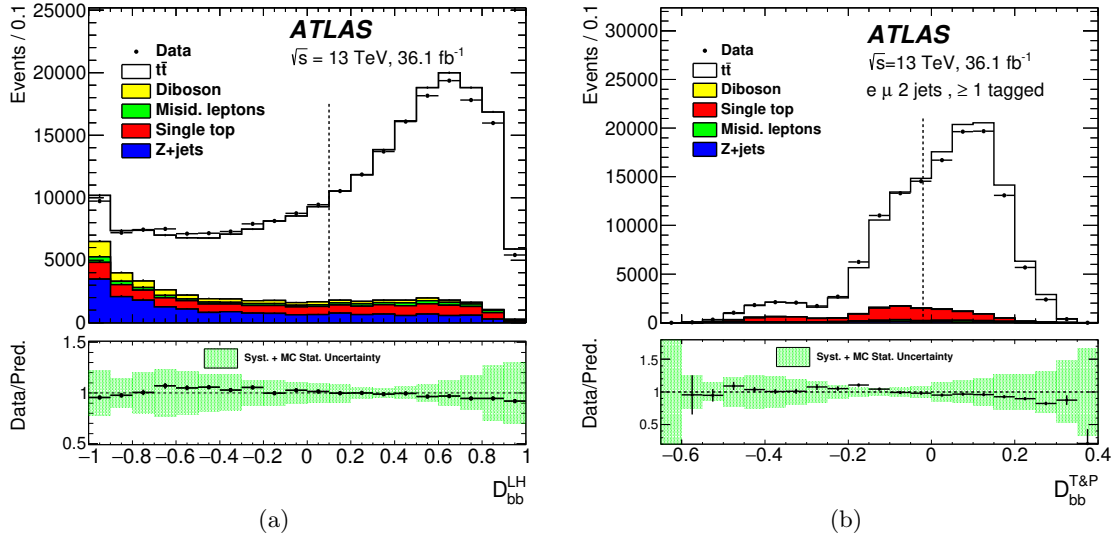 Events / 0.1
25000
20000
15000
10000
5000
0
ATLAS
√s = 13 TeV, 36.1 fb⁻¹
Data
tt̄
Diboson
Misid. leptons
Single top
Z+jets
Data/Pred.
1.5
1.0
0.5
Syst. + MC Stat. Uncertainty
−1 −0.8 −0.6 −0.4 −0.2 0 0.2 0.4 0.6 0.8 1
D_bb^LH
(a)
Events / 0.1
30000
25000
20000
15000
10000
5000
0
ATLAS
√s=13 TeV, 36.1 fb⁻¹
e μ 2 jets , ≥ 1 tagged
Data
tt̄
Diboson
Single top
Misid. leptons
Z+jets
Data/Pred.
1.5
1.0
0.5
Syst. + MC Stat. Uncertainty
−0.6 −0.4 −0.2 0 0.2 0.4
D_bb^T&P
(b)